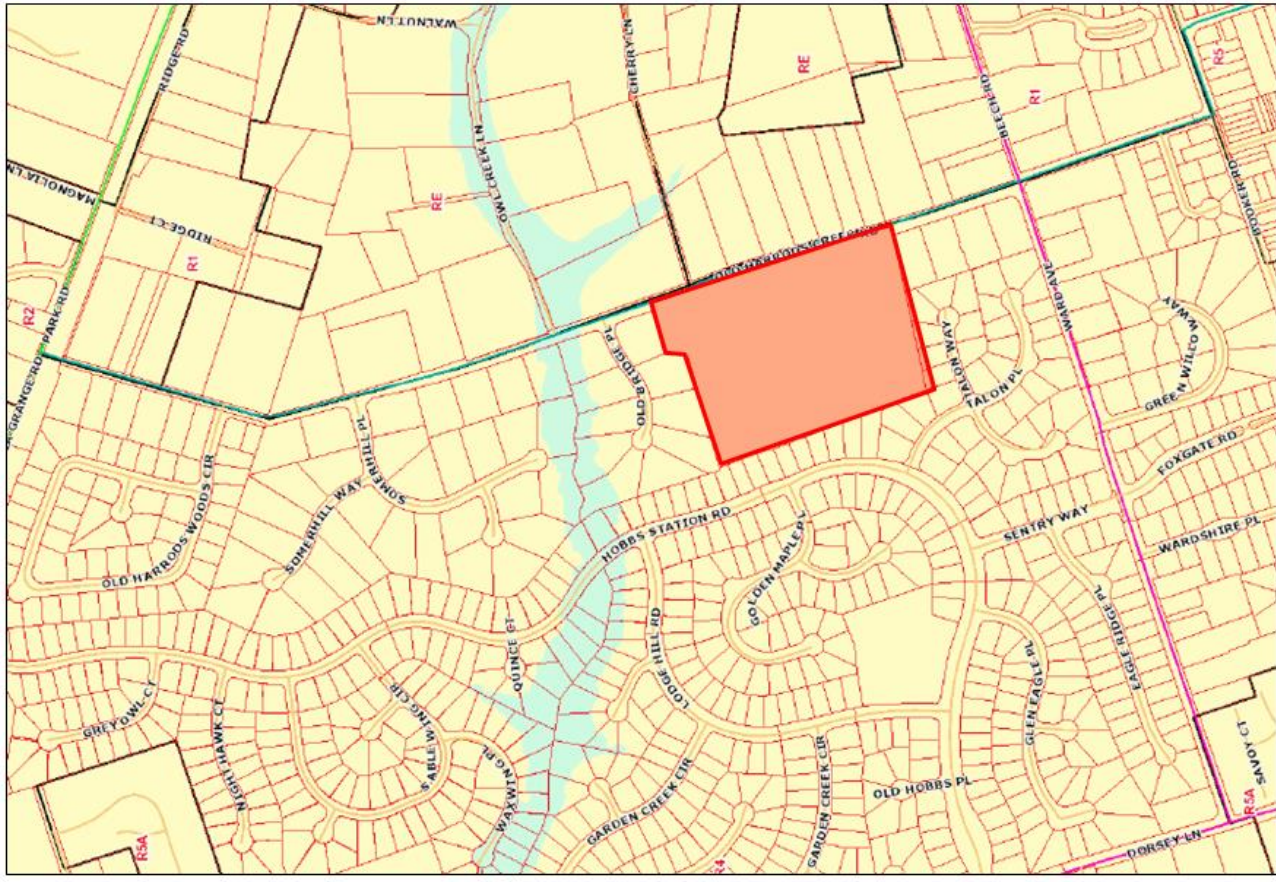 WALNUT LN
RIDGE RD
CHERRY LN
RE
BEECH RD
R1
R5
MAGNOLIA LN
OWL CREEK LN
RE
RIDGE CT
R1
BOOKER RD
R2
PARK RD
OLD BRIDGE PL
TALON WAY
WARD AVE
GREEN WILCOW WAY
TALON PL
GRANGE RD
SOMERHILL PL
FOXGATE RD
SOMERHILL WAY
OLD HARRODS WOODS CIR
HOBBS STATION RD
SENTRY WAY
WARDSHIRE PL
GOLDEN MAPLE PL
EAGLE RIDGE PL
QUINCE CT
LODGE HILL RD
GLEN EAGLE PL
GREY OWL CT
NIGHT HAWK CT
SABLE WING CIR
WAXWING PL
SAVOY CT
GARDEN CREEK CIR
GARDEN CREEK CIR
OLD HOBBS PL
R5A
R5A
R4
DORSEY LN